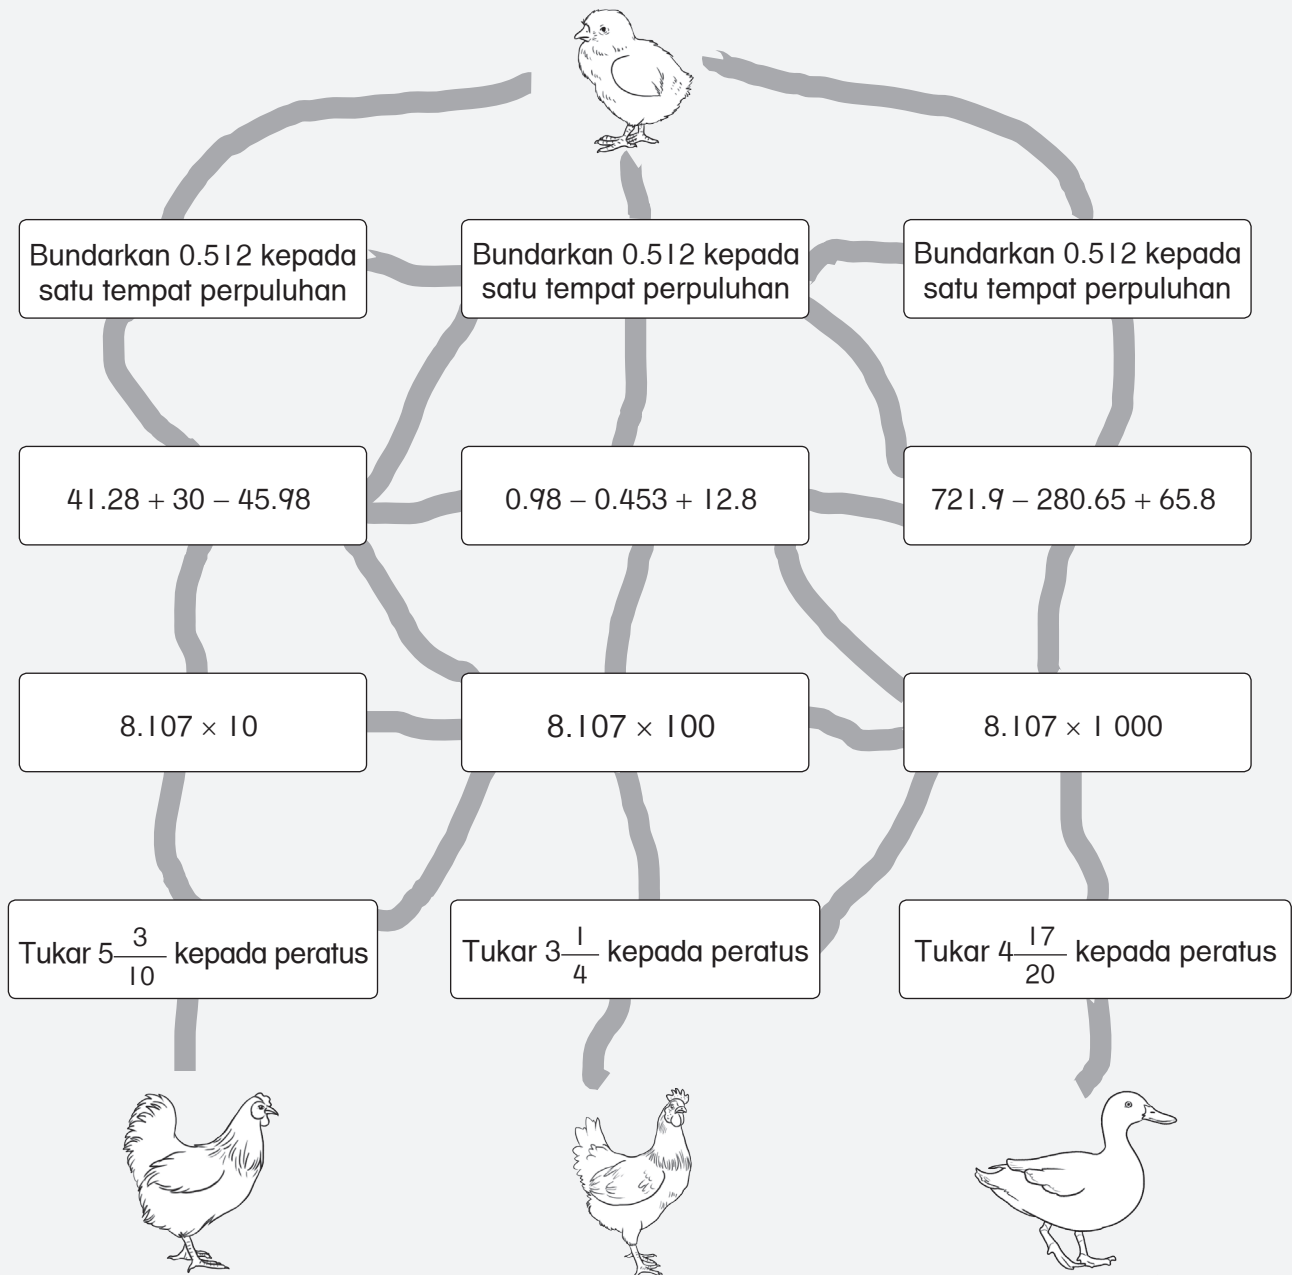 Bundarkan 0.512 kepada
satu tempat perpuluhan
Bundarkan 0.512 kepada
satu tempat perpuluhan
Bundarkan 0.512 kepada
satu tempat perpuluhan
41.28 + 30 – 45.98
0.98 – 0.453 + 12.8
721.9 – 280.65 + 65.8
8.107 × 10
8.107 × 100
8.107 × 1 000
Tukar 5 3/10 kepada peratus
Tukar 3 1/4 kepada peratus
Tukar 4 17/20 kepada peratus